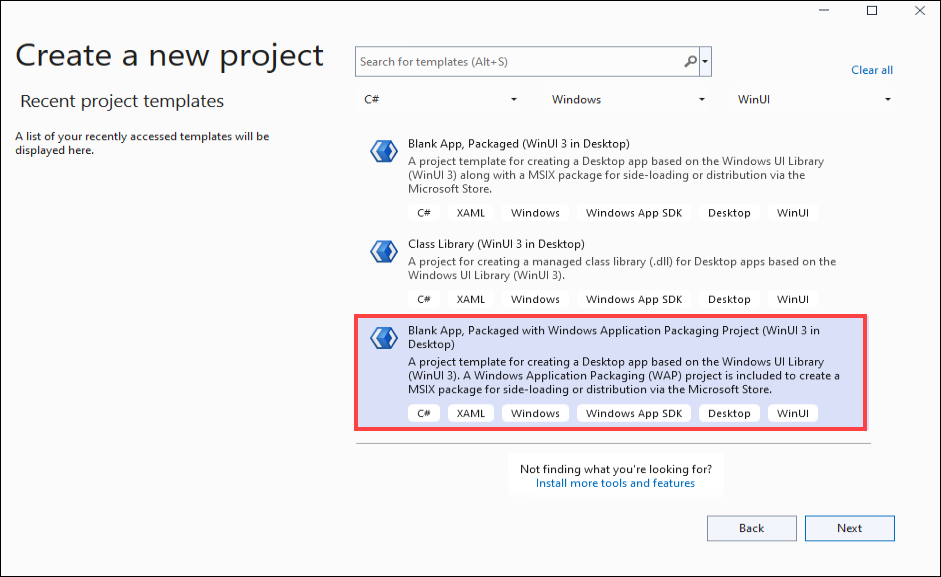 Create a new project
Search for templates (Alt+S)
Clear all
Recent project templates
C#
Windows
WinUI
A list of your recently accessed templates will be
displayed here.
Blank App, Packaged (WinUI 3 in Desktop)
A project template for creating a Desktop app based on the Windows UI Library
(WinUI 3) along with a MSIX package for side-loading or distribution via the
Microsoft Store.
C# XAML Windows Windows App SDK Desktop WinUI
Class Library (WinUI 3 in Desktop)
A project for creating a managed class library (.dll) for Desktop apps based on the
Windows UI Library (WinUI 3).
C# XAML Windows Windows App SDK Desktop WinUI
Blank App, Packaged with Windows Application Packaging Project (WinUI 3 in
Desktop)
A project template for creating a Desktop app based on the Windows UI Library
(WinUI 3). A Windows Application Packaging (WAP) project is included to create a
MSIX package for side-loading or distribution via the Microsoft Store.
C# XAML Windows Windows App SDK Desktop WinUI
Not finding what you're looking for?
Install more tools and features
Back
Next